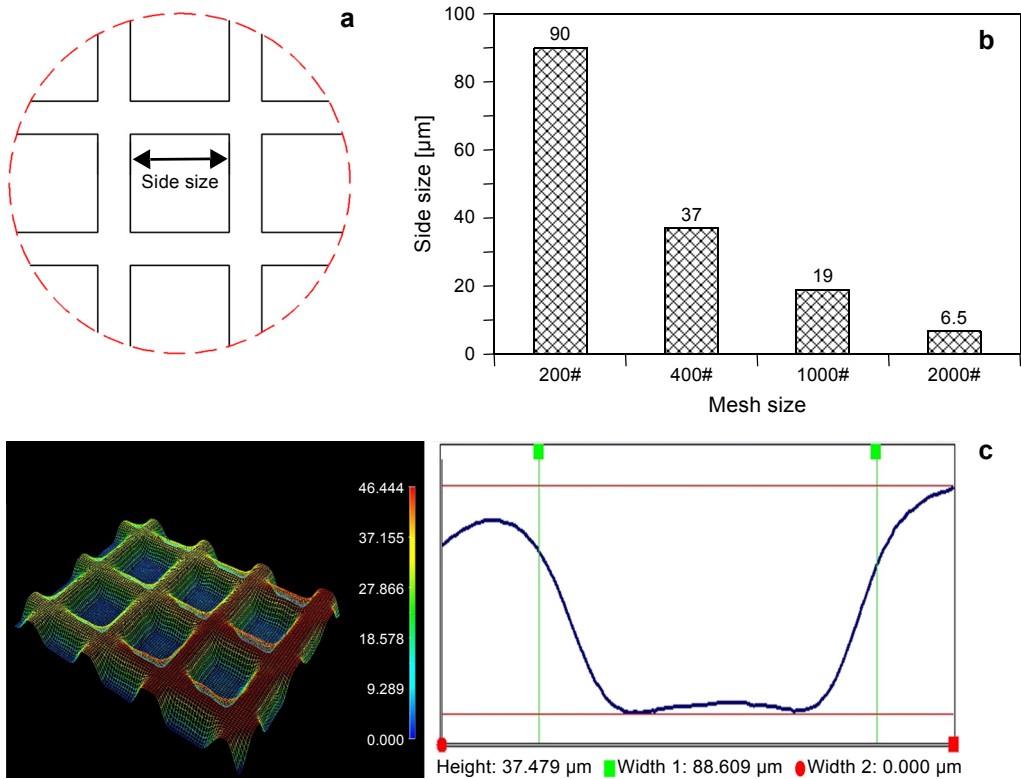 a
Side size
b
Side size [µm]
100
80
60
40
20
0
90
37
19
6.5
200# 400# 1000# 2000#
Mesh size
46.444
37.155
27.866
18.578
9.289
0.000
c
Height: 37.479 µm Width 1: 88.609 µm Width 2: 0.000 µm